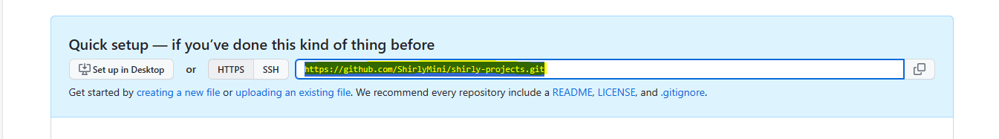 Quick setup — if you’ve done this kind of thing before
Set up in Desktop or HTTPS SSH https://github.com/ShirlyMini/shirly-projects.git
Get started by creating a new file or uploading an existing file. We recommend every repository include a README, LICENSE, and .gitignore.